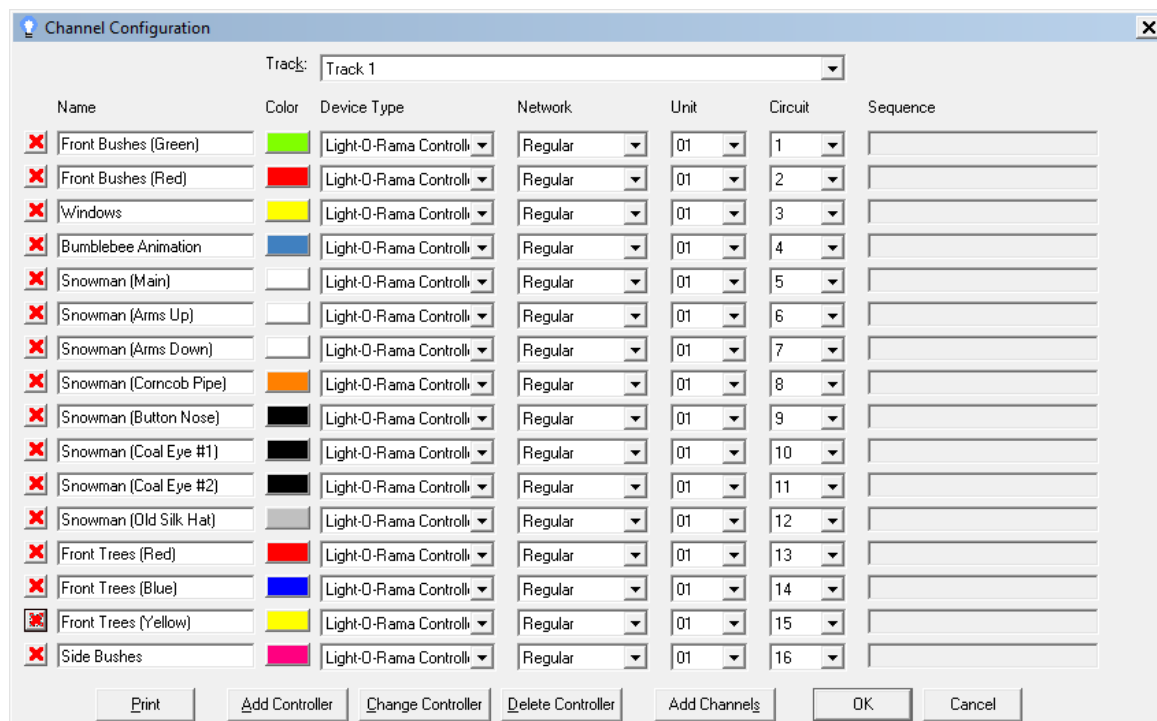 Channel Configuration
Track: Track 1
Name Color Device Type Network Unit Circuit Sequence
Front Bushes (Green) Light-O-Rama Controll Regular 01 1
Front Bushes (Red) Light-O-Rama Controll Regular 01 2
Windows Light-O-Rama Controll Regular 01 3
Bumblebee Animation Light-O-Rama Controll Regular 01 4
Snowman (Main) Light-O-Rama Controll Regular 01 5
Snowman (Arms Up) Light-O-Rama Controll Regular 01 6
Snowman (Arms Down) Light-O-Rama Controll Regular 01 7
Snowman (Corncob Pipe) Light-O-Rama Controll Regular 01 8
Snowman (Button Nose) Light-O-Rama Controll Regular 01 9
Snowman (Coal Eye #1) Light-O-Rama Controll Regular 01 10
Snowman (Coal Eye #2) Light-O-Rama Controll Regular 01 11
Snowman (Old Silk Hat) Light-O-Rama Controll Regular 01 12
Front Trees (Red) Light-O-Rama Controll Regular 01 13
Front Trees (Blue) Light-O-Rama Controll Regular 01 14
Front Trees (Yellow) Light-O-Rama Controll Regular 01 15
Side Bushes Light-O-Rama Controll Regular 01 16
Print Add Controller Change Controller Delete Controller Add Channels OK Cancel